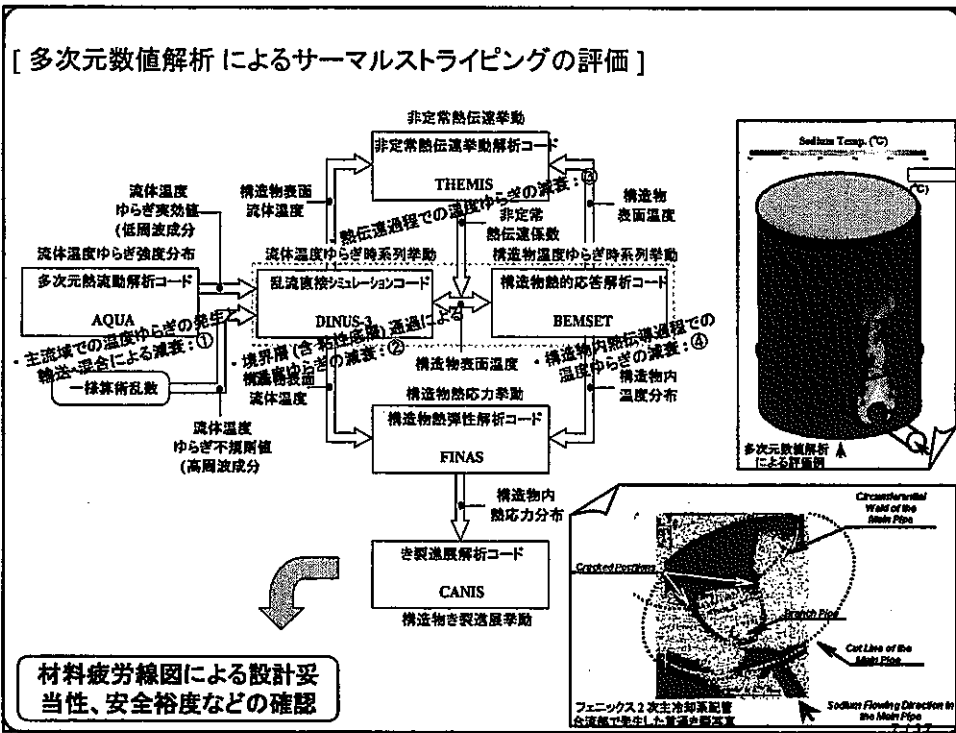 [ 多次元数値解析 によるサーマルストライピングの評価 ]
非定常熱伝達挙動
非定常熱伝達挙動解析コード
THEMIS
流体温度
ゆらぎ実効値
(低周波成分
構造物表面
流体温度
・熱伝達過程での温度ゆらぎの減衰：③
非定常
熱伝達係数
構造物
表面温度
流体温度ゆらぎ強度分布
流体温度ゆらぎ時系列挙動
構造物温度ゆらぎ時系列挙動
多次元熱流動解析コード
AQUA
乱流直接シミュレーションコード
DINUS-3
構造物熱的応答解析コード
BEMSET
・主流域での温度ゆらぎの発生と
輸送・混合による減衰：①
・境界層(含・粘性底層)通過による
温度ゆらぎの減衰：②
構造物表面温度
・構造物内熱伝導過程での
温度ゆらぎの減衰：④
一様算術乱数
構造物表面
流体温度
構造物内
温度分布
構造物熱応力挙動
構造物熱弾性解析コード
FINAS
流体温度
ゆらぎ不規則値
(高周波成分
構造物内
熱応力分布
き裂進展解析コード
CANIS
構造物き裂進展挙動
材料疲労線図による設計妥
当性、安全裕度などの確認
Sodium Temp. (℃)
(℃)
多次元数値解析
による評価例
Circumferential
Weld of the
Main Pipe
Cracked Positions
Branch Pipe
Cut Line of the
Main Pipe
フェニックス2次主冷却系配管
合流部で発生した貫通き裂写真
Sodium Flowing Direction in
the Main Pipe